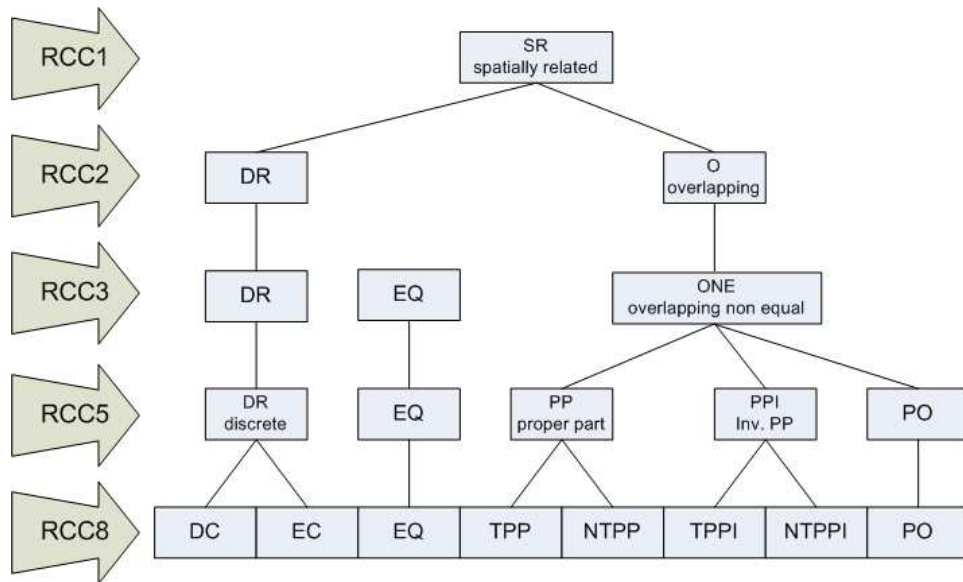 RCC1
SR
spatially related
RCC2
DR
O
overlapping
RCC3
DR
EQ
ONE
overlapping non equal
RCC5
DR
discrete
EQ
PP
proper part
PPI
Inv. PP
PO
RCC8
DC
EC
EQ
TPP
NTPP
TPPI
NTPPI
PO